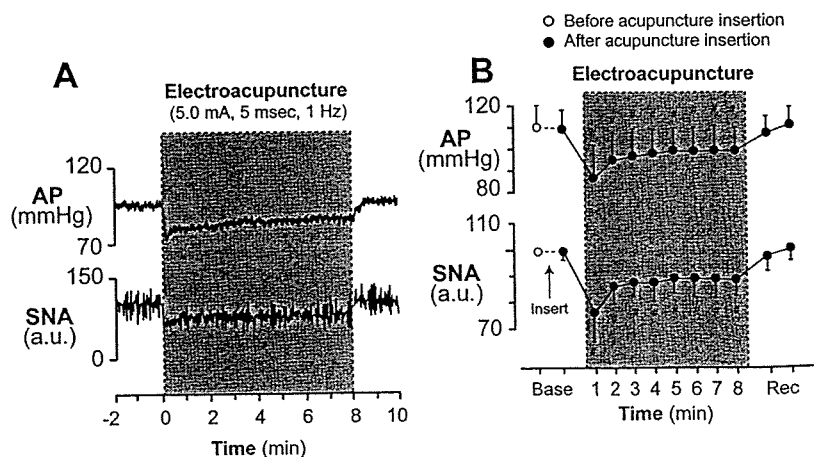 ○ Before acupuncture insertion
● After acupuncture insertion
A
Electroacupuncture
(5.0 mA, 5 msec, 1 Hz)
120
AP
(mmHg)
70
150
SNA
(a.u.)
0
-2 0 2 4 6 8 10
Time (min)
B
Electroacupuncture
120
AP
(mmHg)
80
110
SNA
(a.u.)
Insert
70
Base 1 2 3 4 5 6 7 8 Rec
Time (min)